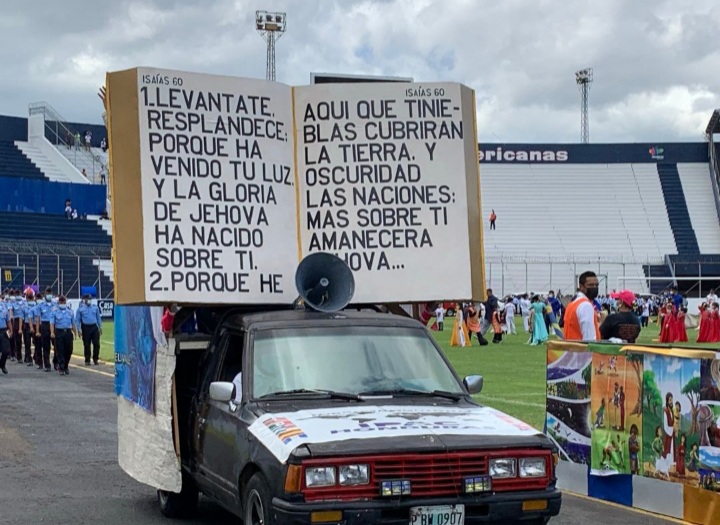 ISAÍAS 60
1.LEVANTATE,
RESPLANDECE;
PORQUE HA
VENIDO TU LUZ,
Y LA GLORIA
DE JEHOVA
HA NACIDO
SOBRE TI.
2.PORQUE HE
ISAÍAS 60
AQUI QUE TINIE-
BLAS CUBRIRAN
LA TIERRA, Y
OSCURIDAD
LAS NACIONES;
MAS SOBRE TI
AMANECERA
OVA...
ericanas
0907